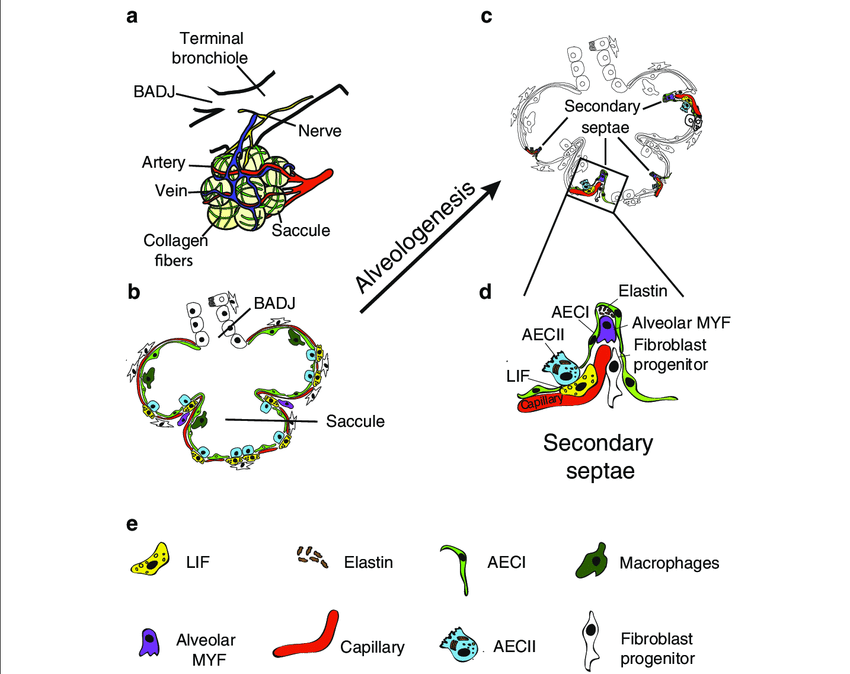 a
Terminal
bronchiole
BADJ
Nerve
Artery
Vein
Collagen
fibers
Saccule
Alveologenesis
b
BADJ
Saccule
c
Secondary
septae
d
Elastin
AECI
Alveolar MYF
AECII
Fibroblast
progenitor
LIF
Capillary
Secondary
septae
e
LIF
Elastin
AECI
Macrophages
Alveolar
MYF
Capillary
AECII
Fibroblast
progenitor